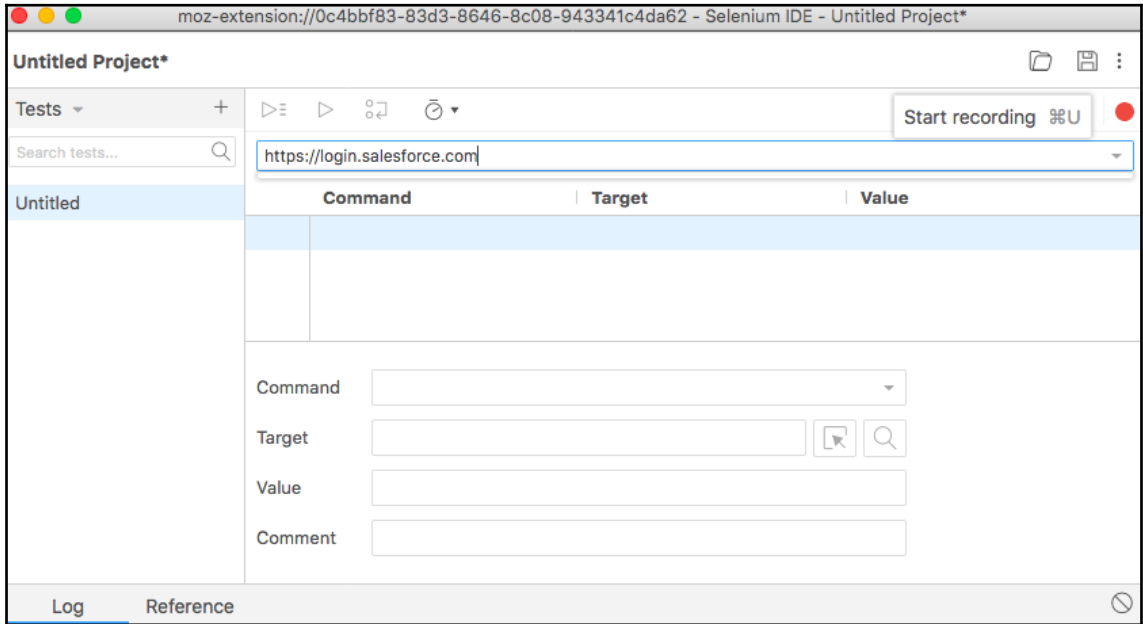 moz-extension://0c4bbf83-83d3-8646-8c08-943341c4da62 - Selenium IDE - Untitled Project*
Untitled Project*
Tests
Start recording ⌘U
Search tests...
https://login.salesforce.com
Untitled
Command Target Value
Command
Target
Value
Comment
Log Reference